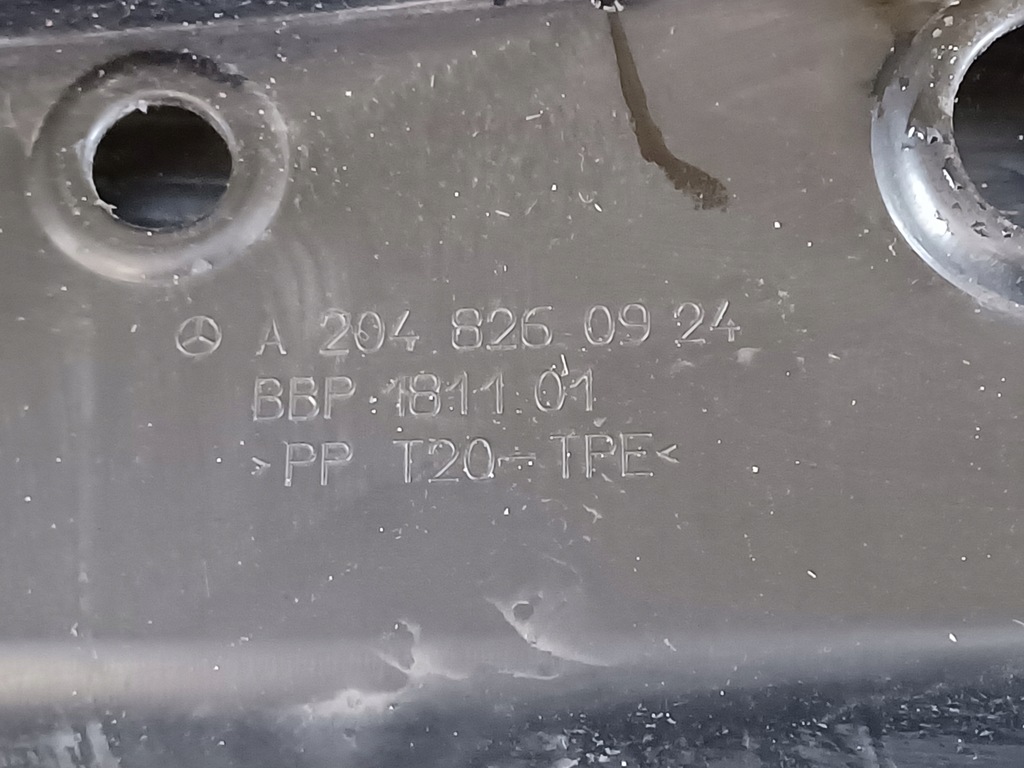 A 204 826 09 24
BBP 1811 01
>PP T20-TPE<